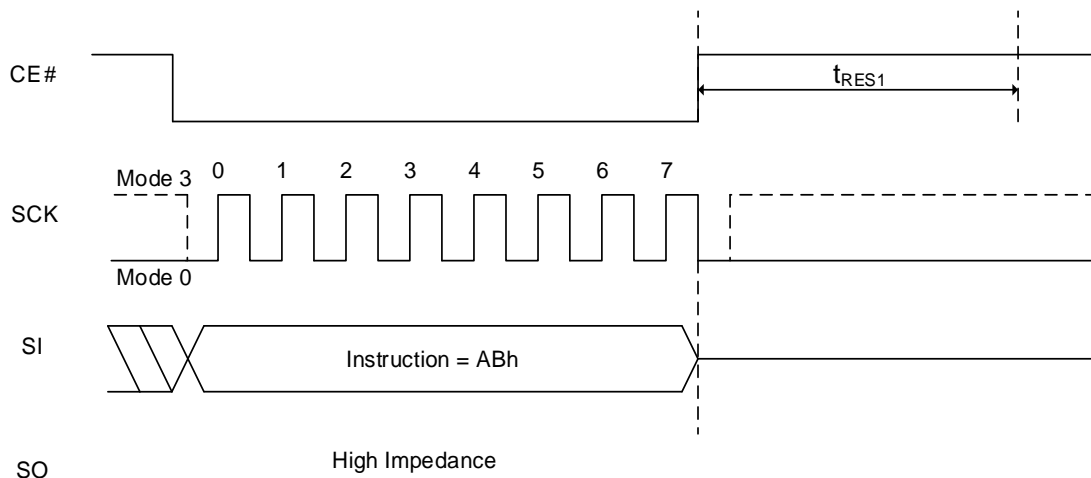 CE#
tRES1
Mode 3
0 1 2 3 4 5 6 7
SCK
Mode 0
SI
Instruction = ABh
SO
High Impedance